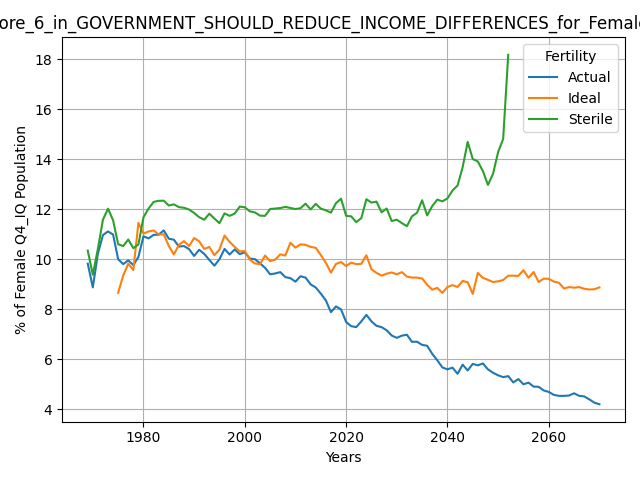 ore_6_in_GOVERNMENT_SHOULD_REDUCE_INCOME_DIFFERENCES_for_Female
% of Female Q4_IQ Population
18
16
14
12
10
8
6
4
Fertility
Actual
Ideal
Sterile
1980
2000
2020
2040
2060
Years